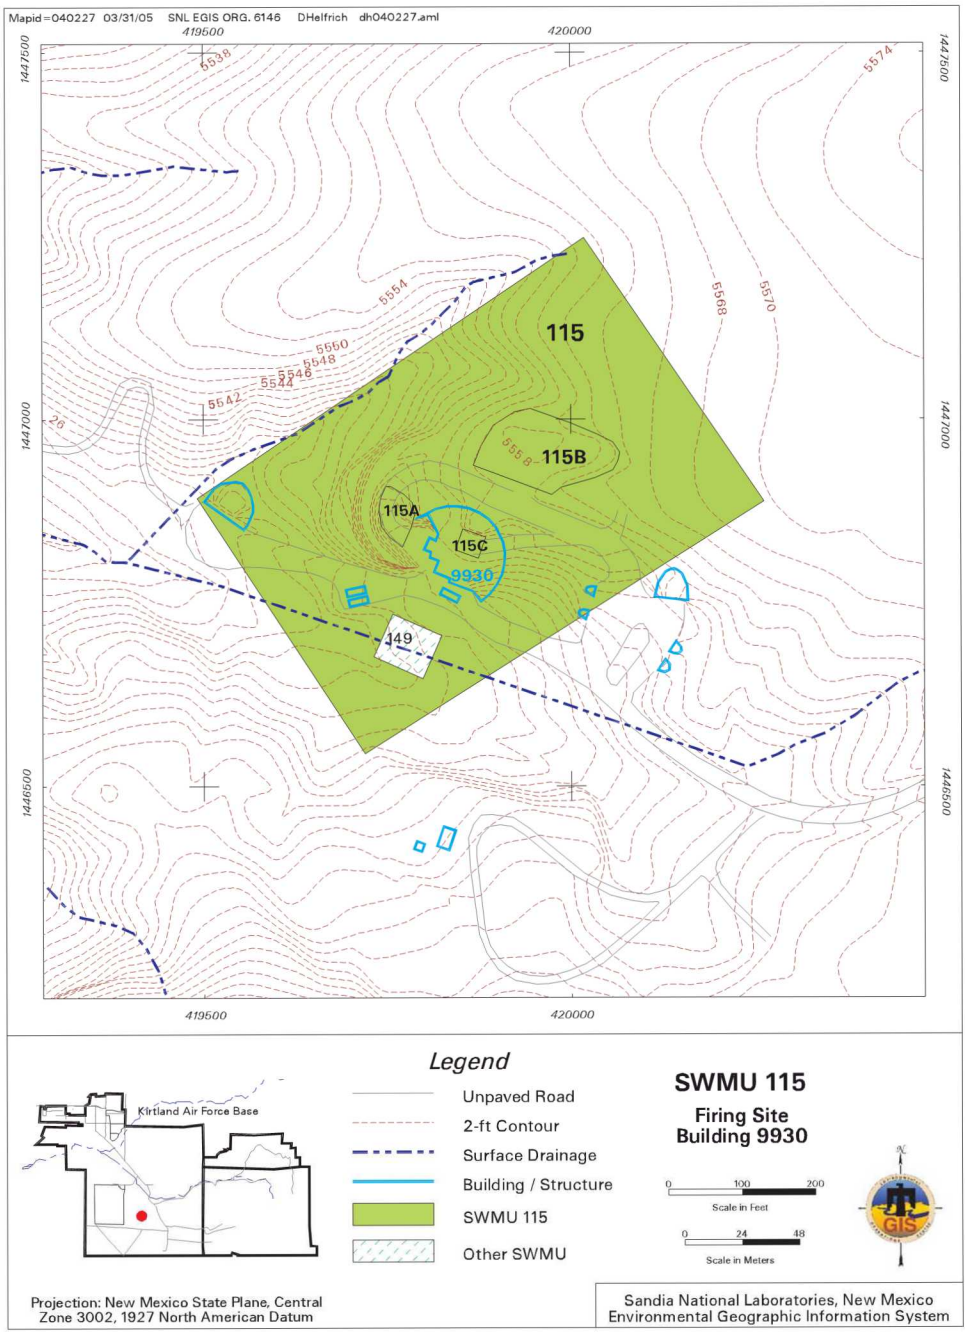 Mapid=040227 03/31/05 SNL EGIS ORG. 6146 DHelfrich dh040227.aml
419500 420000
1447500
1447500
5538
5574
5554
5568
5570
5550
5548
5546
5544
5542
26
115
1447000
1447000
5558
115B
115A
115C
9930
149
1446500
1446500
419500 420000
Legend
Unpaved Road
2-ft Contour
Surface Drainage
Building / Structure
SWMU 115
Other SWMU
Kirtland Air Force Base
SWMU 115
Firing Site
Building 9930
0 100 200
Scale in Feet
0 24 48
Scale in Meters
N
GIS
Projection: New Mexico State Plane, Central
Zone 3002, 1927 North American Datum
Sandia National Laboratories, New Mexico
Environmental Geographic Information System